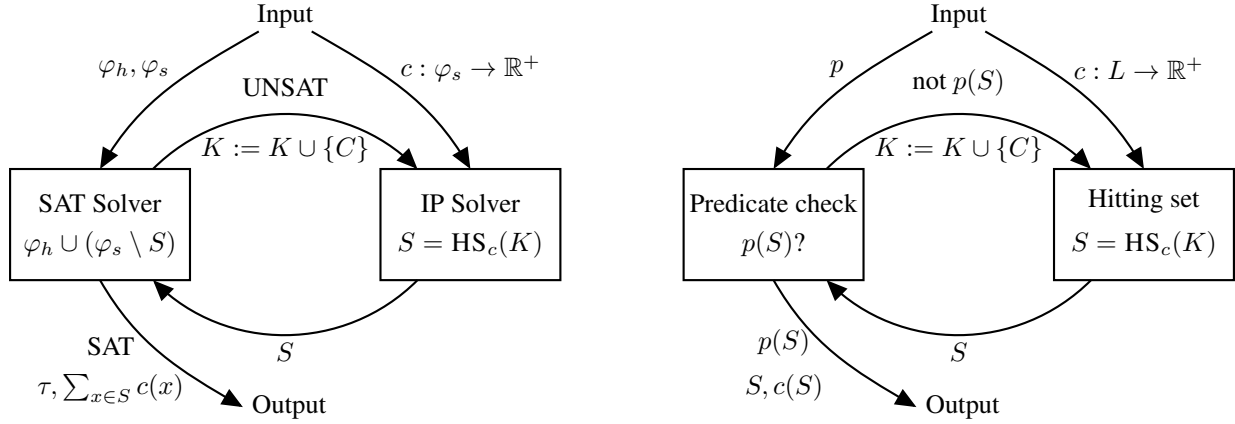 Input
φ_h, φ_s
c : φ_s → ℝ⁺
UNSAT
K := K ∪ {C}
SAT Solver
φ_h ∪ (φ_s \ S)
IP Solver
S = HS_c(K)
S
SAT
τ, ∑_{x∈S} c(x)
Output
Input
p
c : L → ℝ⁺
not p(S)
K := K ∪ {C}
Predicate check
p(S)?
Hitting set
S = HS_c(K)
S
p(S)
S, c(S)
Output